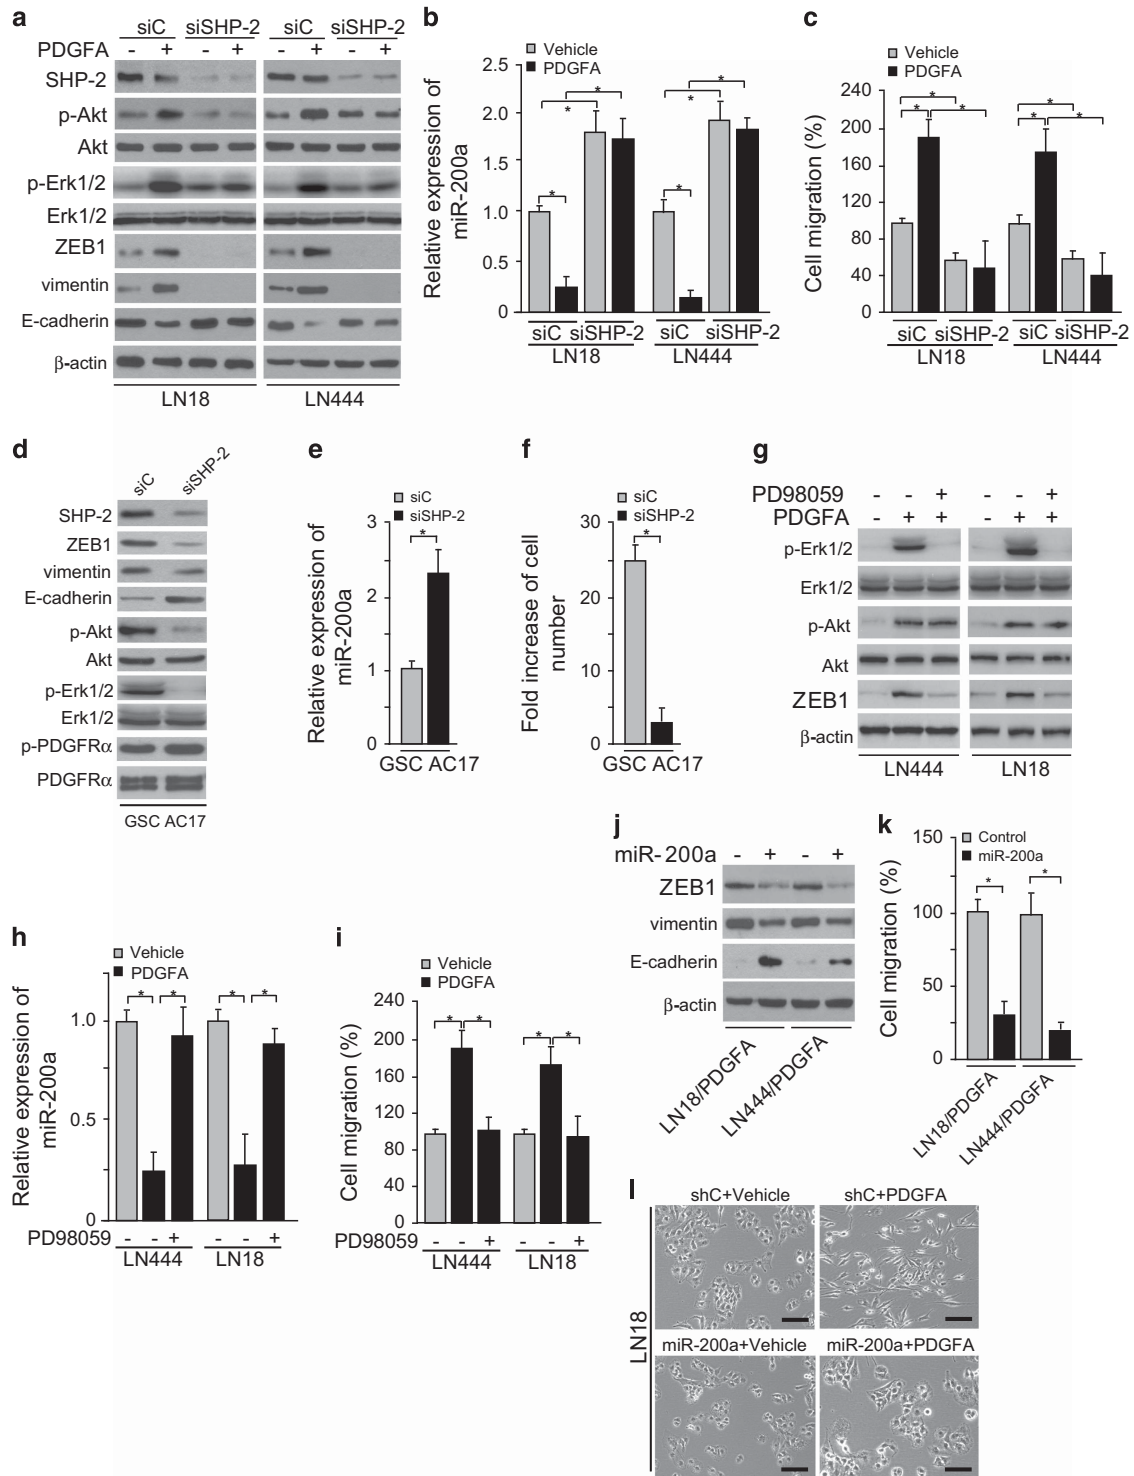 a
siC siSHP-2 siC siSHP-2
PDGFA - + - + - + - +
SHP-2
p-Akt
Akt
p-Erk1/2
Erk1/2
ZEB1
vimentin
E-cadherin
β-actin
LN18 LN444
b
Vehicle
PDGFA
Relative expression of
miR-200a
2.5
2.0
1.5
1.0
0.5
0
* * * *
* *
siC siSHP-2 siC siSHP-2
LN18 LN444
c
Vehicle
PDGFA
Cell migration (%)
240
200
160
120
80
40
0
* * * * * *
siC siSHP-2 siC siSHP-2
LN18 LN444
d
siC siSHP-2
SHP-2
ZEB1
vimentin
E-cadherin
p-Akt
Akt
p-Erk1/2
Erk1/2
p-PDGFRα
PDGFRα
GSC AC17
e
siC
siSHP-2
Relative expression of
miR-200a
3
2
1
0
*
GSC AC17
f
siC
siSHP-2
Fold increase of cell
number
30
20
10
0
*
GSC AC17
g
PD98059 - - + - - +
PDGFA - + + - + +
p-Erk1/2
Erk1/2
p-Akt
Akt
ZEB1
β-actin
LN444 LN18
h
Vehicle
PDGFA
Relative expression of
miR-200a
1.0
0.5
0
* * * *
PD98059 - - + - - +
LN444 LN18
i
Vehicle
PDGFA
Cell migration (%)
240
200
160
120
80
40
0
* * * *
PD98059 - - + - - +
LN444 LN18
j
miR-200a - + - +
ZEB1
vimentin
E-cadherin
β-actin
LN18/PDGFA LN444/PDGFA
k
Control
miR-200a
Cell migration (%)
150
100
50
0
* *
LN18/PDGFA LN444/PDGFA
l
shC+Vehicle shC+PDGFA
miR-200a+Vehicle miR-200a+PDGFA
LN18